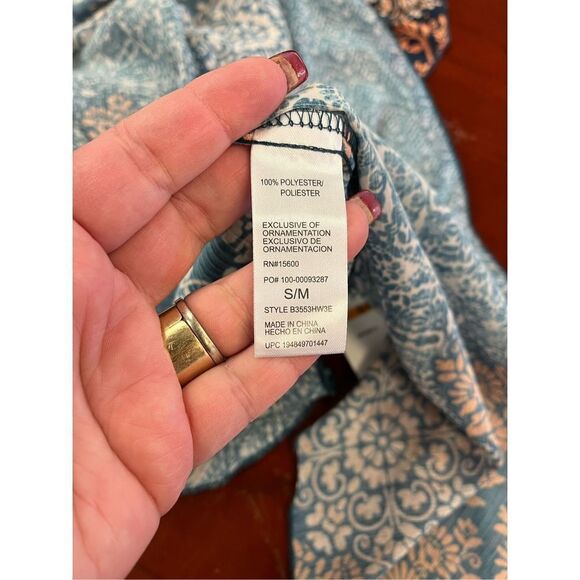 100% POLYESTER/
POLIESTER
EXCLUSIVE OF
ORNAMENTATION
EXCLUSIVO DE
ORNAMENTACION
RN#15600
PO# 100-00093287
S/M
STYLE B3553HW3E
MADE IN CHINA
HECHO EN CHINA
UPC 194849701447